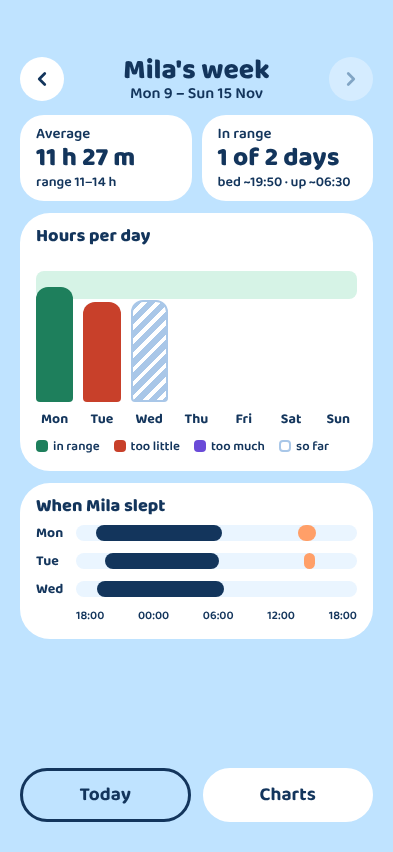 Mila's week
Mon 9 – Sun 15 Nov
Average
11 h 27 m
range 11–14 h
In range
1 of 2 days
bed ~19:50 · up ~06:30
Hours per day
Mon Tue Wed Thu Fri Sat Sun
in range too little too much so far
When Mila slept
Mon
Tue
Wed
18:00 00:00 06:00 12:00 18:00
Today
Charts